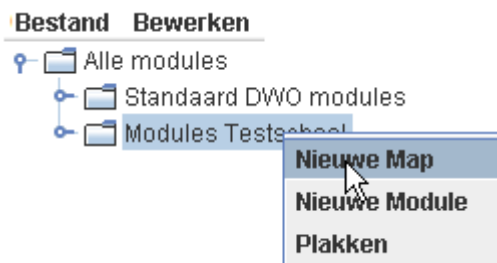 Bestand Bewerken
Alle modules
Standaard DWO modules
Modules Testschool
Nieuwe Map
Nieuwe Module
Plakken